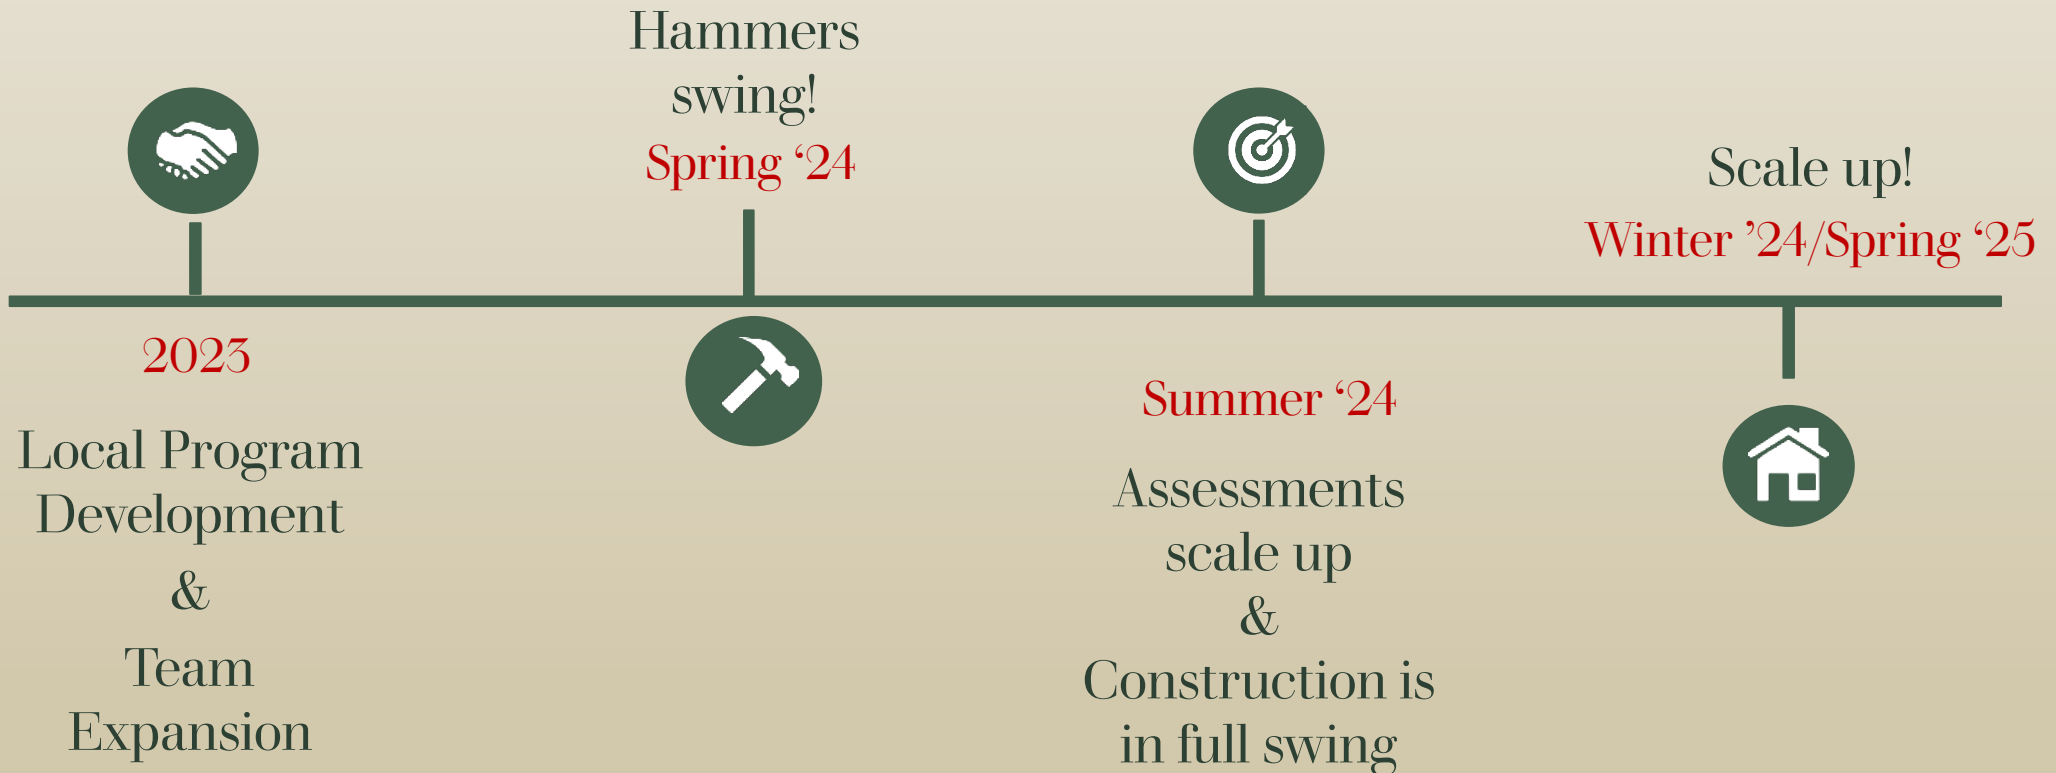 2023
Local Program
Development
&
Team
Expansion
Hammers
swing!
Spring ‘24
Summer ‘24
Assessments
scale up
&
Construction is
in full swing
Scale up!
Winter ’24/Spring ‘25